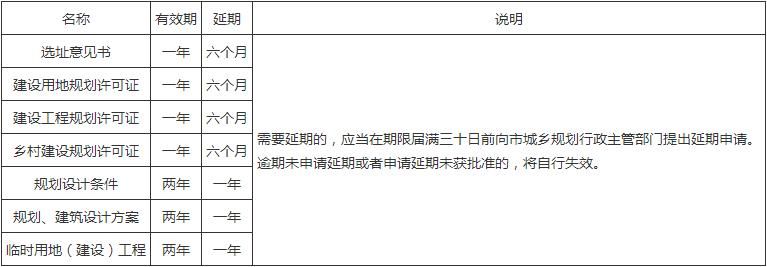 名称 有效期 延期 说明
选址意见书 一年 六个月
建设用地规划许可证 一年 六个月
建设工程规划许可证 一年 六个月
乡村建设规划许可证 一年 六个月
规划设计条件 两年 一年
规划、建筑设计方案 两年 一年
临时用地（建设）工程 两年 一年
需要延期的，应当在期限届满三十日前向市城乡规划行政主管部门提出延期申请。
逾期未申请延期或者申请延期未获批准的，将自行失效。